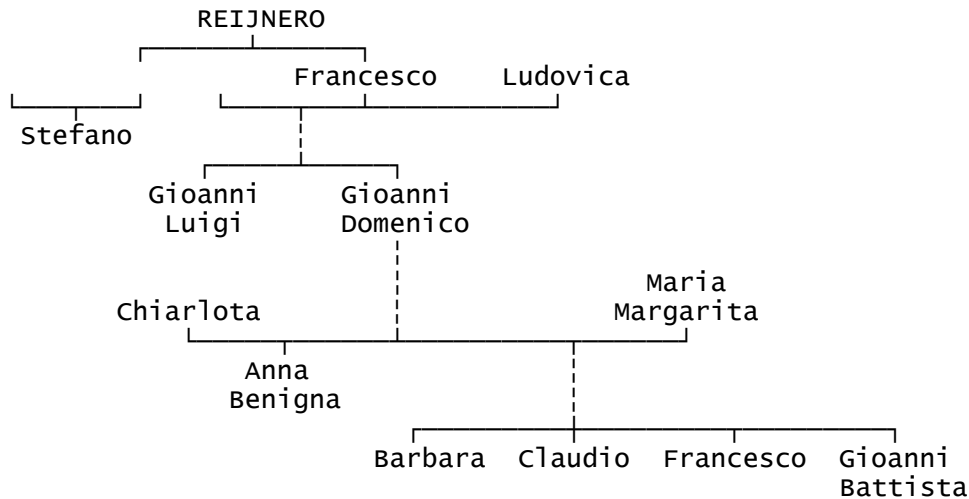 REIJNERO
Francesco Ludovica
Stefano
Gioanni Gioanni
Luigi Domenico
Maria
Chiarlota Margarita
Anna
Benigna
Barbara Claudio Francesco Gioanni
Battista